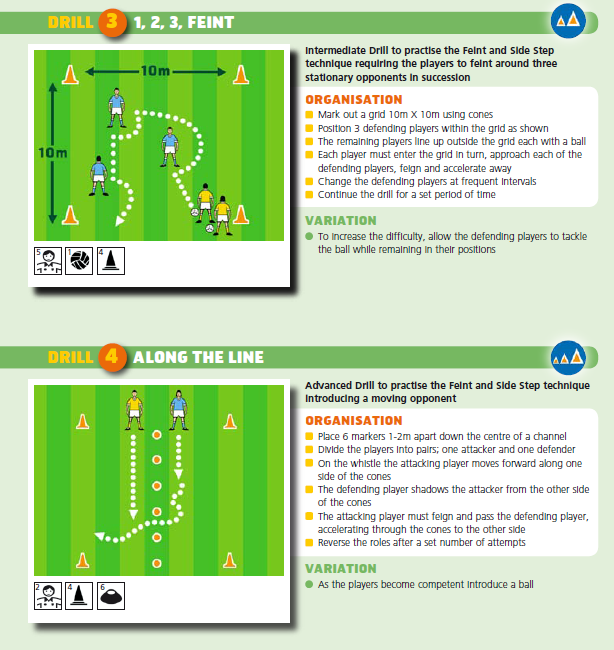 DRILL 3 1, 2, 3, FEINT
10m
10m
5 1 4
Intermediate Drill to practise the Feint and Side Step
technique requiring the players to feint around three
stationary opponents in succession
ORGANISATION
Mark out a grid 10m X 10m using cones
Position 3 defending players within the grid as shown
The remaining players line up outside the grid each with a ball
Each player must enter the grid in turn, approach each of the
defending players, feign and accelerate away
Change the defending players at frequent intervals
Continue the drill for a set period of time
VARIATION
To increase the difficulty, allow the defending players to tackle
the ball while remaining in their positions
DRILL 4 ALONG THE LINE
2 4 6
Advanced Drill to practise the Feint and Side Step technique
introducing a moving opponent
ORGANISATION
Place 6 markers 1-2m apart down the centre of a channel
Divide the players into pairs; one attacker and one defender
On the whistle the attacking player moves forward along one
side of the cones
The defending player shadows the attacker from the other side
of the cones
The attacking player must feign and pass the defending player,
accelerating through the cones to the other side
Reverse the roles after a set number of attempts
VARIATION
As the players become competent introduce a ball